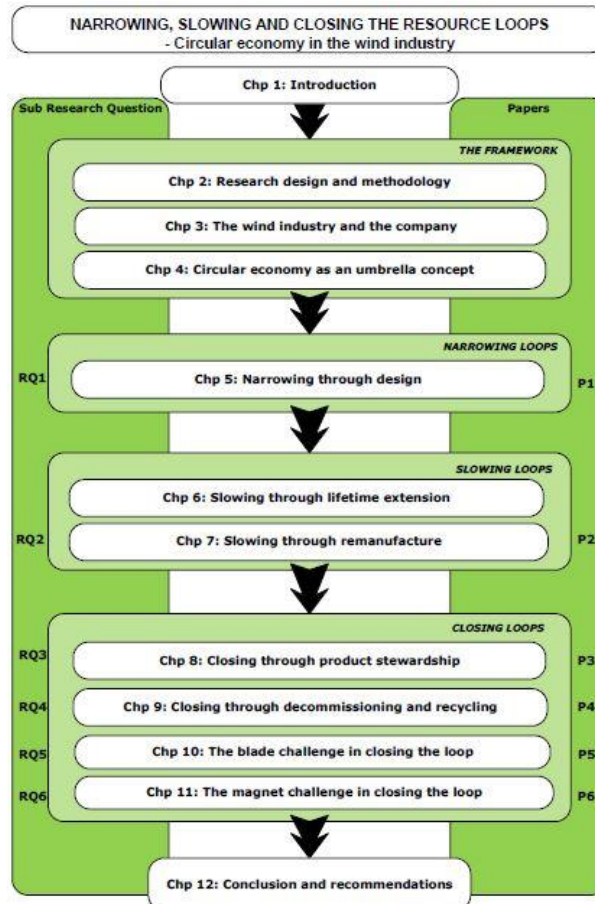 NARROWING, SLOWING AND CLOSING THE RESOURCE LOOPS
- Circular economy in the wind industry
Chp 1: Introduction
Sub Research Question
Papers
THE FRAMEWORK
Chp 2: Research design and methodology
Chp 3: The wind industry and the company
Chp 4: Circular economy as an umbrella concept
NARROWING LOOPS
RQ1
Chp 5: Narrowing through design
P1
SLOWING LOOPS
Chp 6: Slowing through lifetime extension
RQ2
Chp 7: Slowing through remanufacture
P2
CLOSING LOOPS
RQ3
Chp 8: Closing through product stewardship
P3
RQ4
Chp 9: Closing through decommissioning and recycling
P4
RQ5
Chp 10: The blade challenge in closing the loop
P5
RQ6
Chp 11: The magnet challenge in closing the loop
P6
Chp 12: Conclusion and recommendations